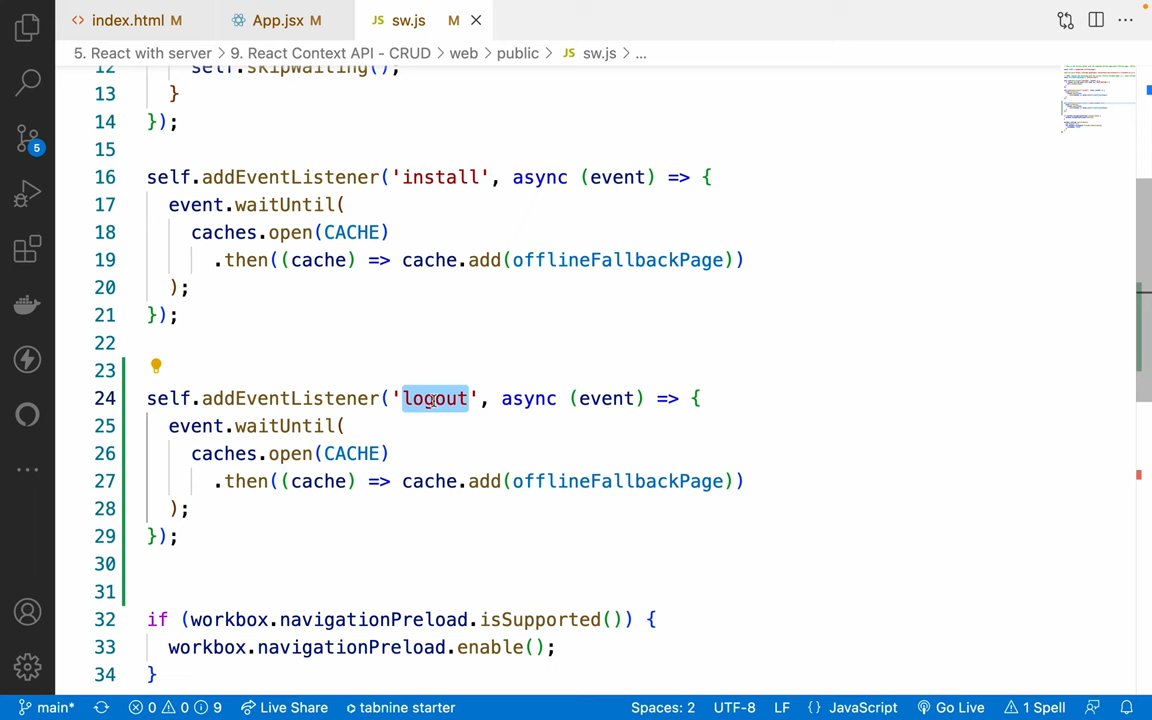 index.html M
App.jsx M
JS sw.js M
5. React with server > 9. React Context API - CRUD > web > public > JS sw.js > ...
12 self.skipWaiting();
13 }
14 });
15
16 self.addEventListener('install', async (event) => {
17 event.waitUntil(
18 caches.open(CACHE)
19 .then((cache) => cache.add(offlineFallbackPage))
20 );
21 });
22
23
24 self.addEventListener('logout', async (event) => {
25 event.waitUntil(
26 caches.open(CACHE)
27 .then((cache) => cache.add(offlineFallbackPage))
28 );
29 });
30
31
32 if (workbox.navigationPreload.isSupported()) {
33 workbox.navigationPreload.enable();
34 }
5
main* 0 0 9 Live Share tabnine starter Spaces: 2 UTF-8 LF {} JavaScript Go Live 1 Spell